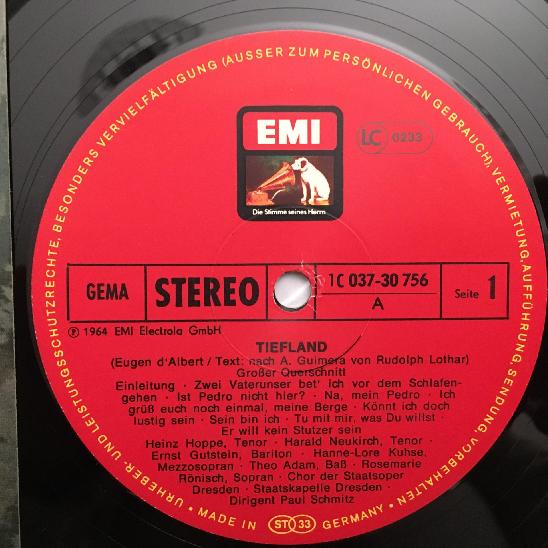 URHEBER- UND LEISTUNGSSCHUTZRECHTE, BESONDERS VERVIELFÄLTIGUNG (AUSSER ZUM PERSÖNLICHEN GEBRAUCH), VERMIETUNG, AUFFÜHRUNG, SENDUNG VORBEHALTEN
EMI
LC 0233
Die Stimme seines Herrn
GEMA
STEREO
1C 037-30 756
A
Seite 1
℗ 1964 EMI Electrola GmbH
TIEFLAND
(Eugen d'Albert / Text: nach A. Guimera von Rudolph Lothar)
Großer Querschnitt
Einleitung · Zwei Vaterunser bet' ich vor dem Schlafen-
gehen · Ist Pedro nicht hier? · Na, mein Pedro · Ich
grüß euch noch einmal, meine Berge · Könnt ich doch
lustig sein · Sein bin ich · Tu mit mir, was Du willst ·
Er will kein Stutzer sein
Heinz Hoppe, Tenor · Harald Neukirch, Tenor ·
Ernst Gutstein, Bariton · Hanne-Lore Kuhse,
Mezzosopran · Theo Adam, Baß · Rosemarie
Rönisch, Sopran · Chor der Staatsoper
Dresden · Staatskapelle Dresden ·
Dirigent Paul Schmitz
· MADE IN ST 33 GERMANY ·